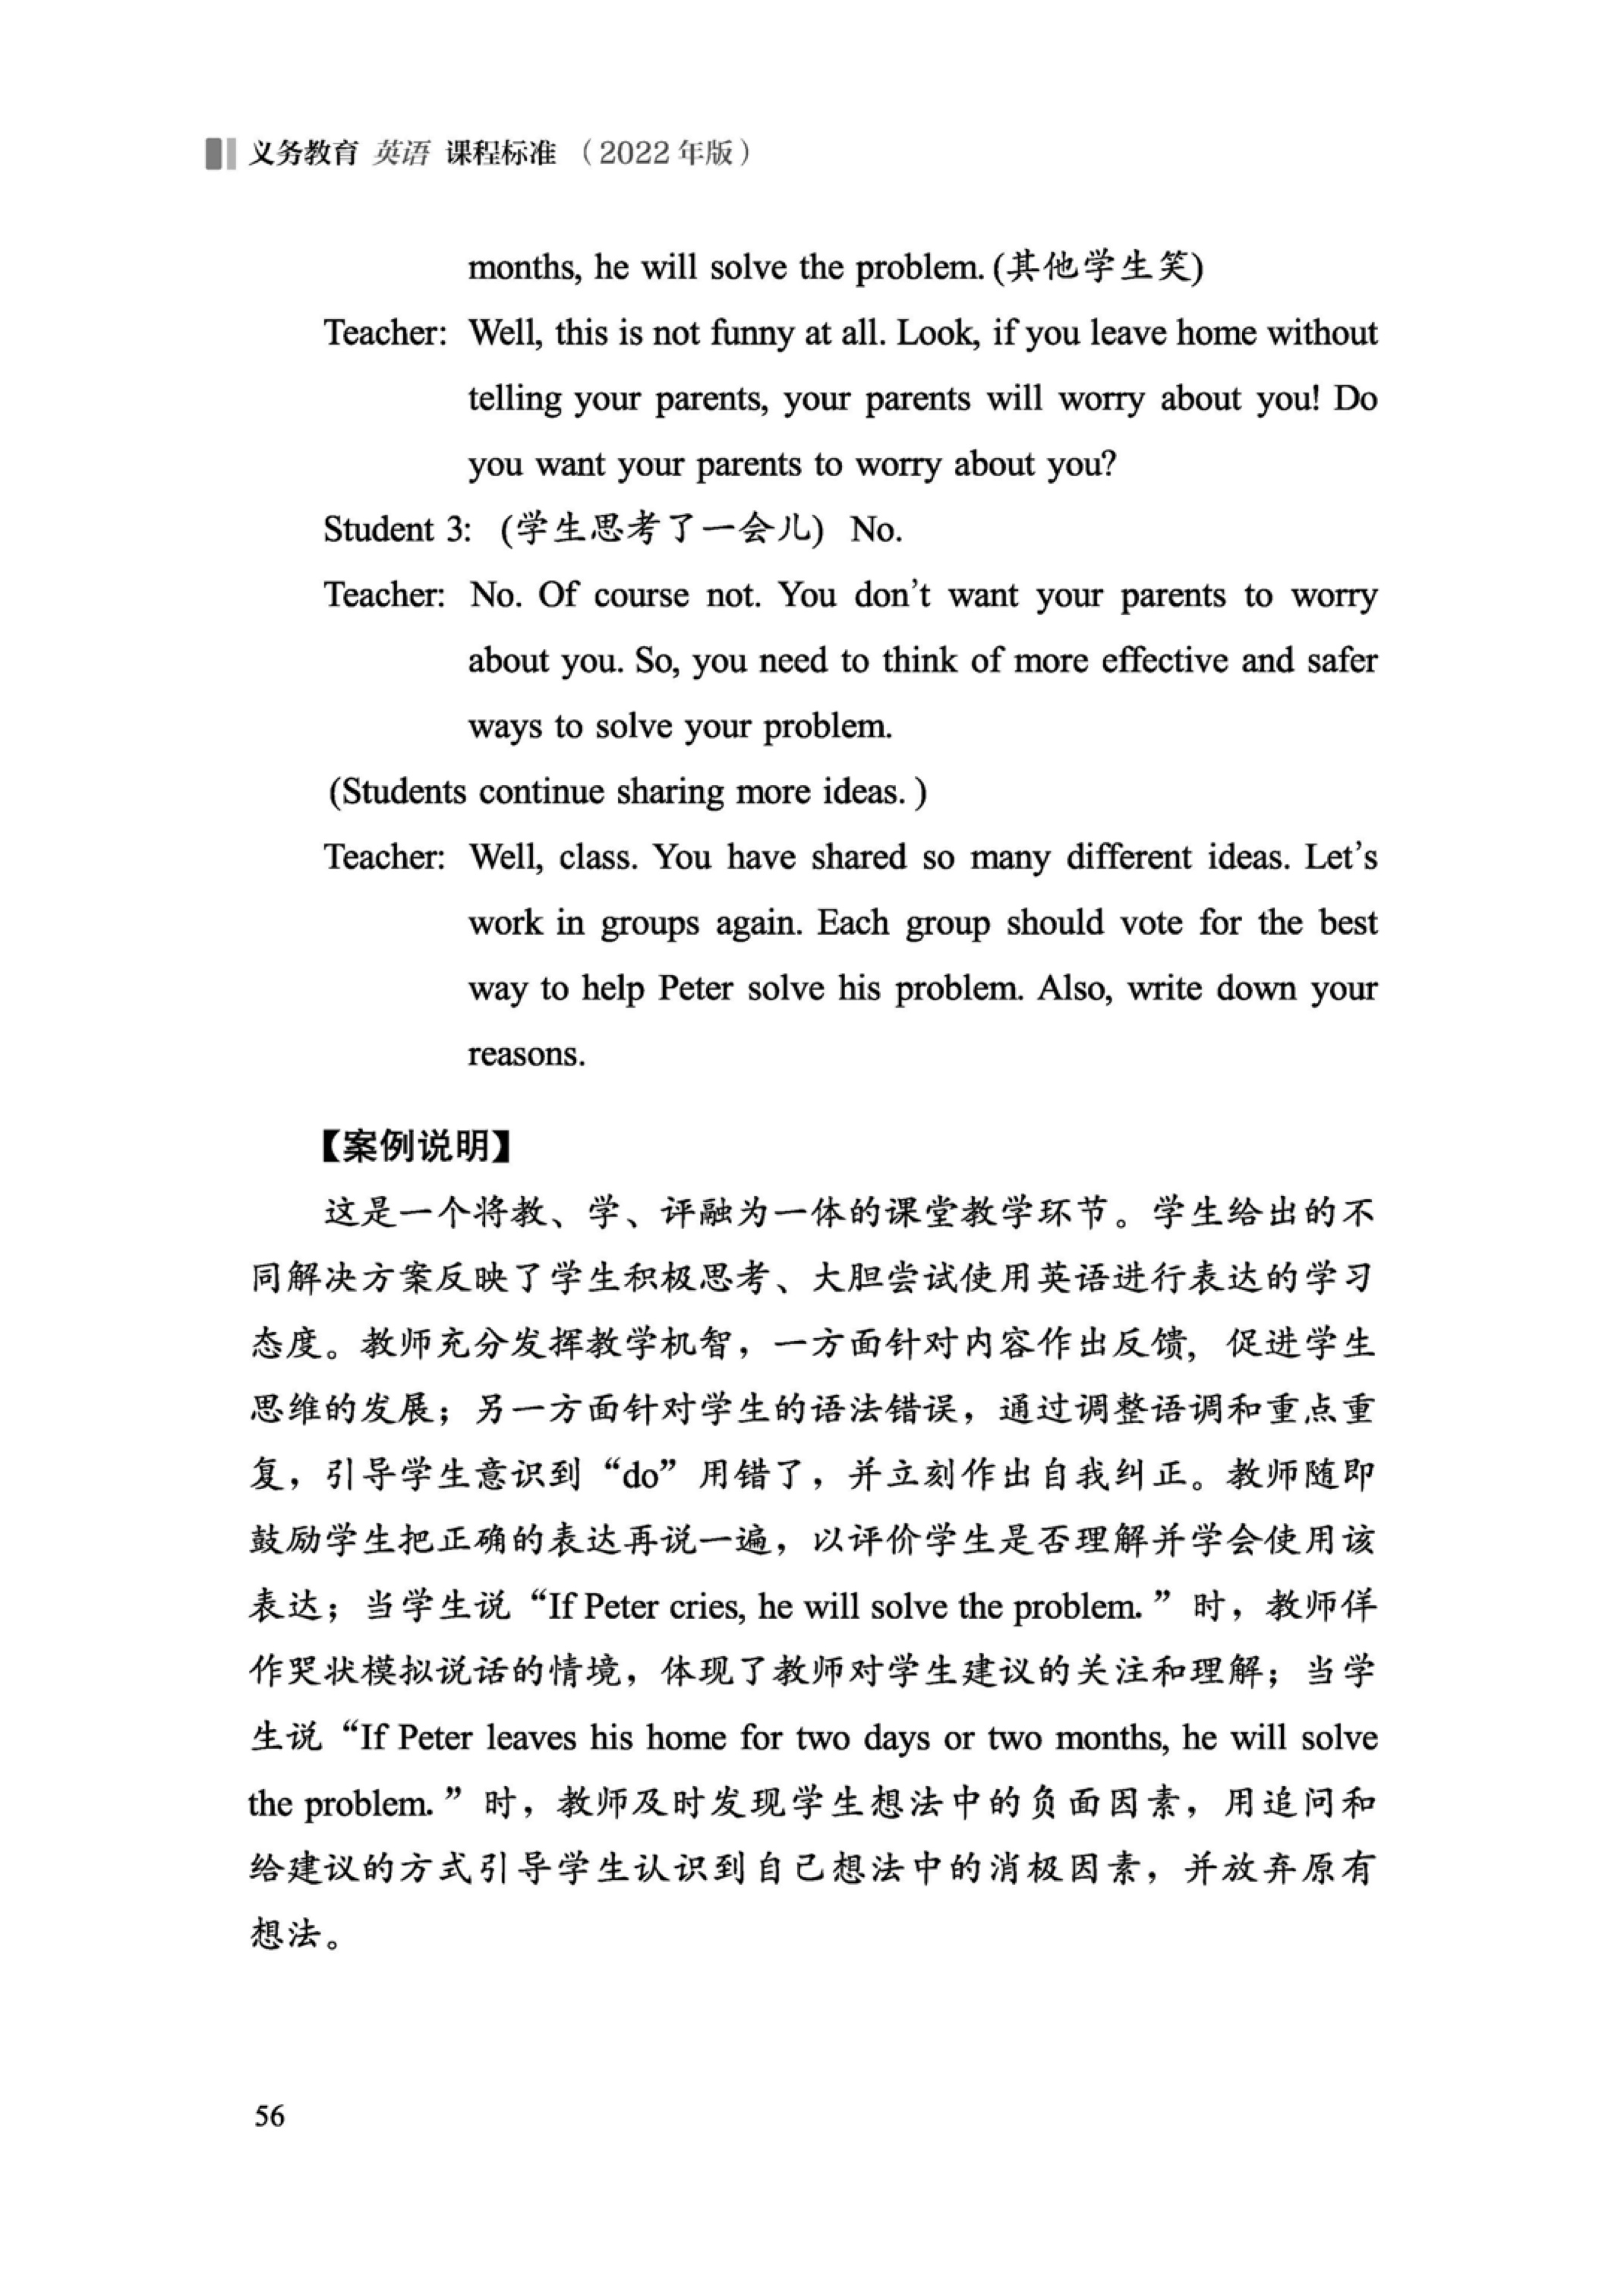 义务教育 英语 课程标准（2022年版）
months, he will solve the problem. (其他学生笑)
Teacher: Well, this is not funny at all. Look, if you leave home without
telling your parents, your parents will worry about you! Do
you want your parents to worry about you?
Student 3: (学生思考了一会儿) No.
Teacher: No. Of course not. You don't want your parents to worry
about you. So, you need to think of more effective and safer
ways to solve your problem.
(Students continue sharing more ideas. )
Teacher: Well, class. You have shared so many different ideas. Let's
work in groups again. Each group should vote for the best
way to help Peter solve his problem. Also, write down your
reasons.
【案例说明】
这是一个将教、学、评融为一体的课堂教学环节。学生给出的不
同解决方案反映了学生积极思考、大胆尝试使用英语进行表达的学习
态度。教师充分发挥教学机智，一方面针对内容作出反馈，促进学生
思维的发展；另一方面针对学生的语法错误，通过调整语调和重点重
复，引导学生意识到“do”用错了，并立刻作出自我纠正。教师随即
鼓励学生把正确的表达再说一遍，以评价学生是否理解并学会使用该
表达；当学生说“If Peter cries, he will solve the problem. ”时，教师佯
作哭状模拟说话的情境，体现了教师对学生建议的关注和理解；当学
生说“If Peter leaves his home for two days or two months, he will solve
the problem. ”时，教师及时发现学生想法中的负面因素，用追问和
给建议的方式引导学生认识到自己想法中的消极因素，并放弃原有
想法。
56